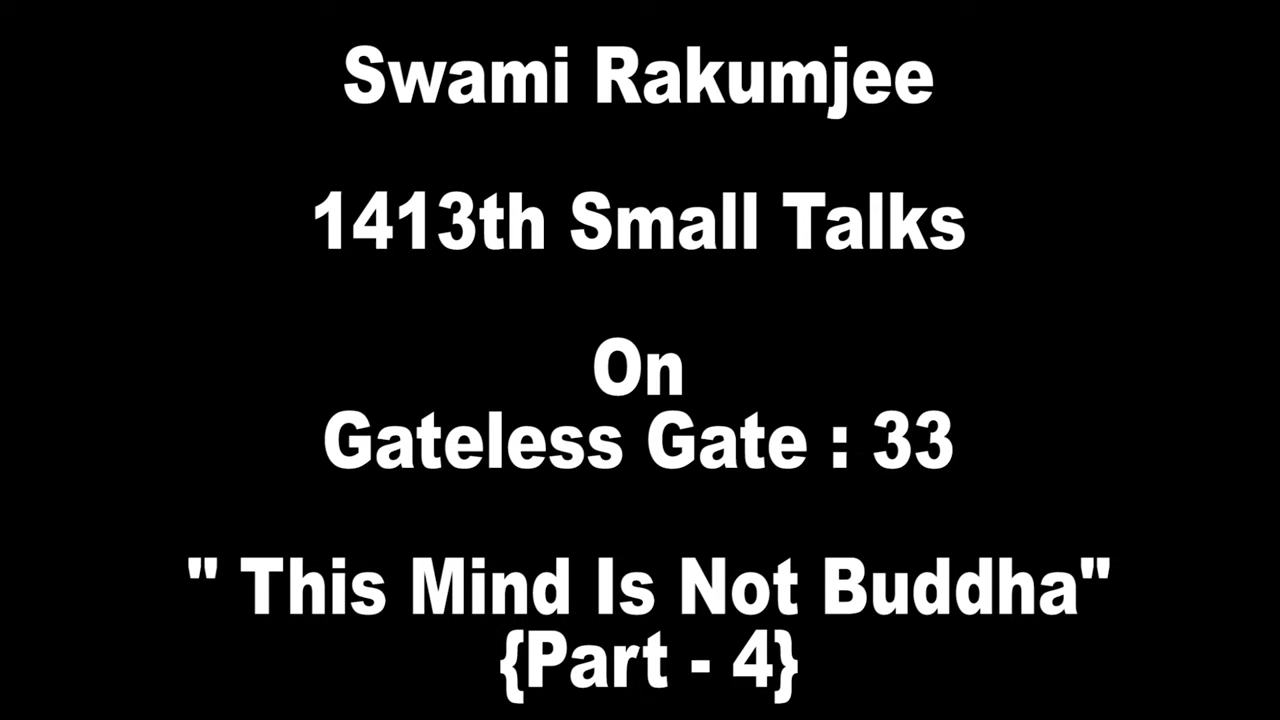 Swami Rakumjee
1413th Small Talks
On
Gateless Gate : 33
" This Mind Is Not Buddha"
{Part - 4}